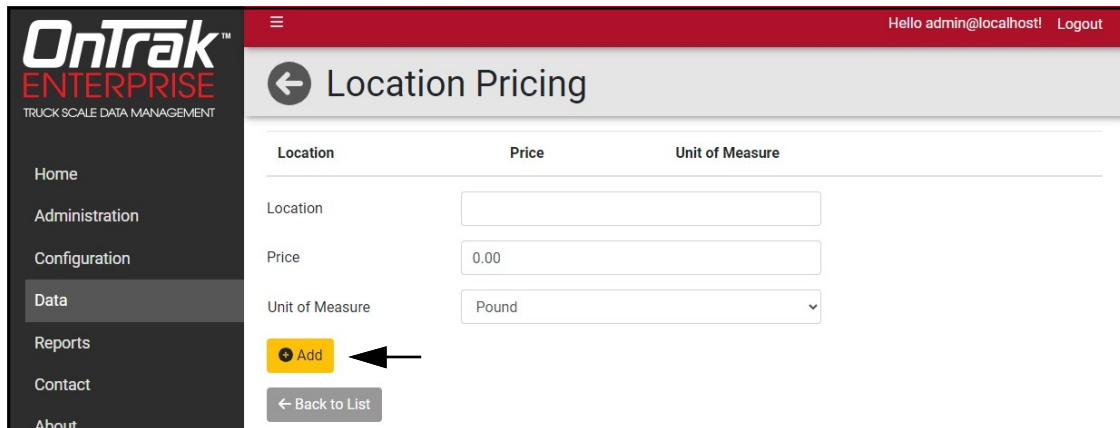 OnTrak™
ENTERPRISE
TRUCK SCALE DATA MANAGEMENT
Home
Administration
Configuration
Data
Reports
Contact
About
Hello admin@localhost! Logout
Location Pricing
Location Price Unit of Measure
Location
Price 0.00
Unit of Measure Pound
Add
Back to List